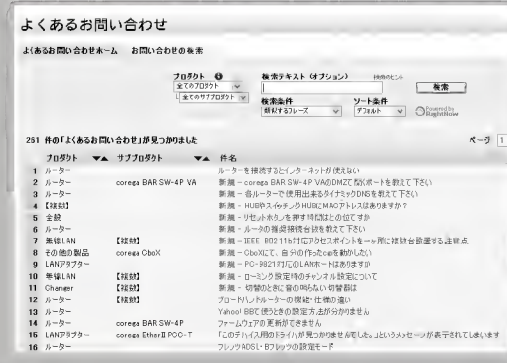 よくあるお問い合わせ
よくあるお問い合わせホーム お問い合わせの検索
プロダクト 検索テキスト (オプション) 検索のヒント
全てのプロダクト 検索
全てのサブプロダクト 検索条件 ソート条件
類似するフレーズ デフォルト Powered by RightNow
251 件の「よくあるお問い合わせ」が見つかりました ページ 1
プロダクト ▼▲ サブプロダクト ▼▲ 件名
1 ルーター ルーターを接続するとインターネットが使えない
2 ルーター corega BAR SW-4P VA 新規 - corega BAR SW-4P VAのDMZで開くポートを教えて下さい
3 ルーター 新規 - 各ルーターで使用出来るダイナミックDNSを教えて下さい
4 【複数】 新規 - HUBやスイッチングHUBにMACアドレスはありますか?
5 全般 新規 - リセットボタンを押す時間はどの位ですか
6 ルーター 新規 - ルータの推奨接続台数を教えて下さい
7 無線LAN 【複数】 新規 - IEEE 802.11b対応アクセスポイントを一ヶ所に複数台設置する注意点
8 その他の製品 corega CboX 新規 - CboXにて、自分の作ったcgiを動かしたい
9 LANアダプター 新規 - PC-9821対応のLANボードはありますか
10 無線LAN 【複数】 新規 - ローミング設定時のチャンネル設定について
11 Changer 【複数】 新規 - 切替のときに音の鳴らない切替器は
12 ルーター ブロードバンドルーターの機能・仕様の違い
13 ルーター Yahoo! BBで使うときの設定方法が分かりません
14 ルーター corega BAR SW-4P ファームウェアの更新ができません
15 LANアダプター corega EtherII PCC-T 「このデバイス用のドライバが見つかりませんでした。」というメッセージが表示されてしまいます
16 ルーター フレッツADSL・Bフレッツの設定モード